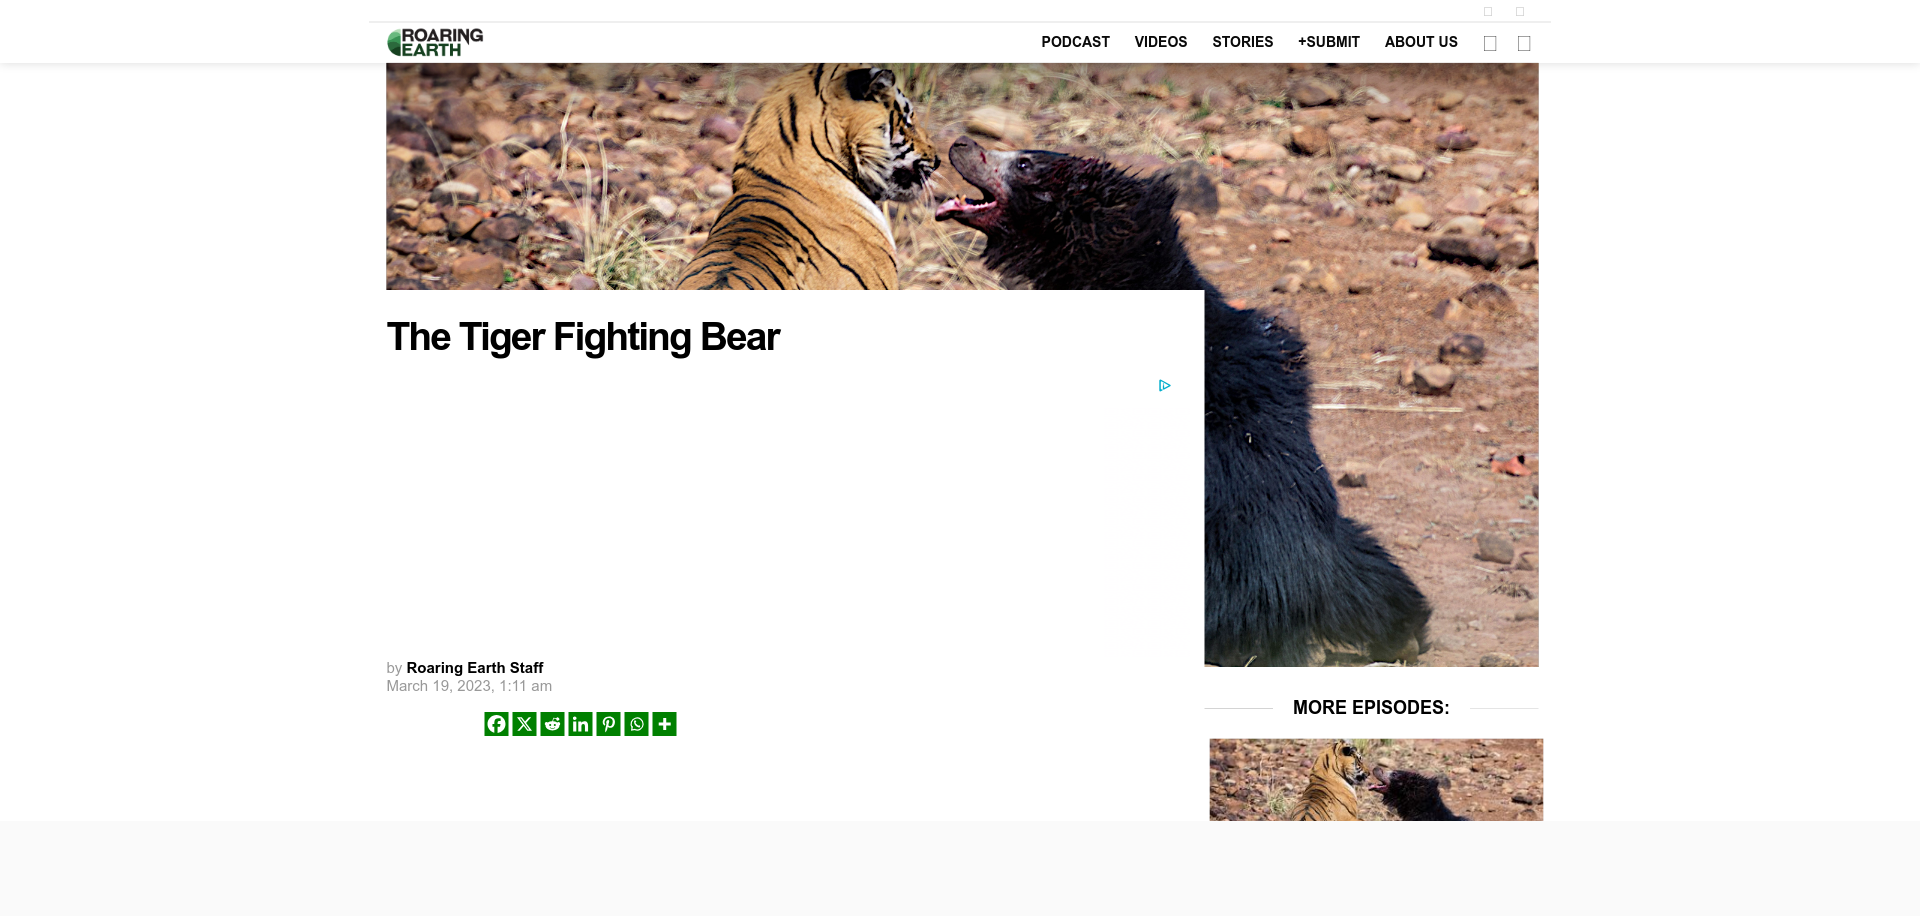 ROARING
EARTH
PODCAST VIDEOS STORIES +SUBMIT ABOUT US
The Tiger Fighting Bear
by Roaring Earth Staff
March 19, 2023, 1:11 am
MORE EPISODES: